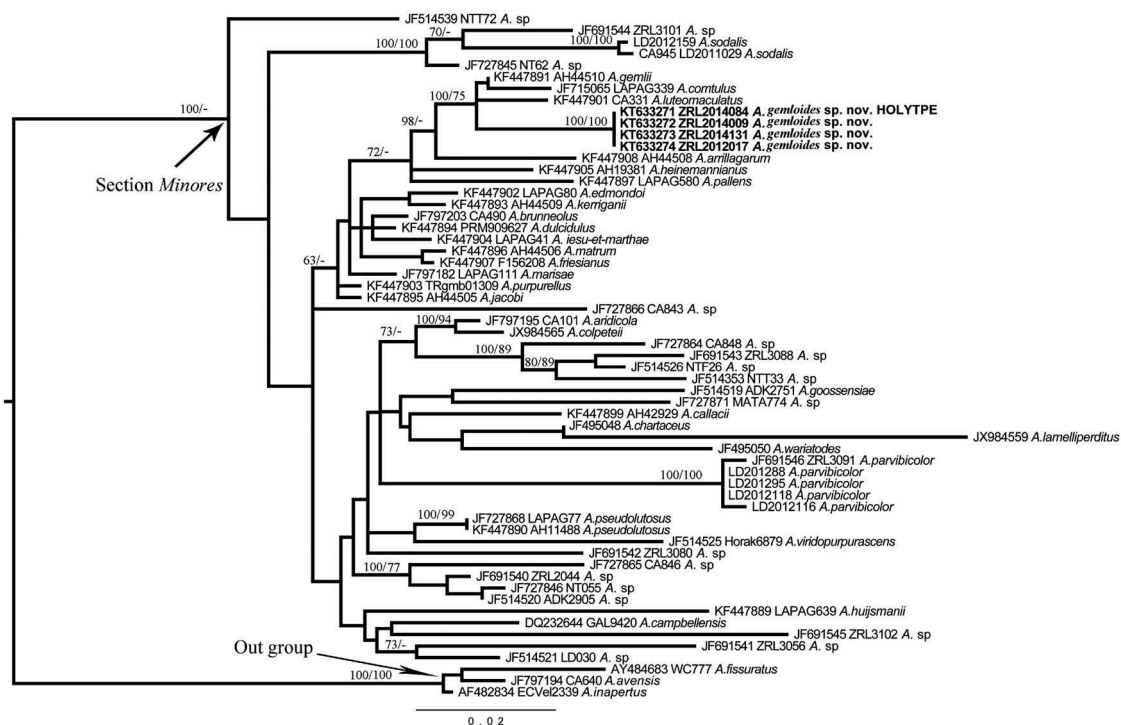 JF514539 NTT72 A. sp
70/-
JF691544 ZRL3101 A. sp
100/100
100/100
LD2012159 A.sodalis
CA945 LD2011029 A.sodalis
JF727845 NT62 A. sp
KF447891 AH44510 A.gemlii
JF715065 LAPAG339 A.comtulus
100/75
KF447901 CA331 A.luteomaculatus
100/-
KT633271 ZRL2014084 A. gemloides sp. nov. HOLYTPE
98/-
100/100
KT633272 ZRL2014009 A. gemloides sp. nov.
KT633273 ZRL2014131 A. gemloides sp. nov.
KT633274 ZRL2012017 A. gemloides sp. nov.
72/-
KF447908 AH44508 A.arrillagarum
KF447905 AH19381 A.heinemannianus
Section Minores
KF447897 LAPAG580 A.pallens
KF447902 LAPAG80 A.edmondoi
KF447893 AH44509 A.kerriganii
JF797203 CA490 A.brunneolus
KF447894 PRM909627 A.dulcidulus
KF447904 LAPAG41 A. iesu-et-marthae
KF447896 AH44506 A.matrum
63/-
KF447907 F156208 A.friesianus
JF797182 LAPAG111 A.marisae
KF447903 TRgmb01309 A.purpurellus
KF447895 AH44505 A.jacobi
JF727866 CA843 A. sp
100/94
JF797195 CA101 A.aridicola
73/-
JX984565 A.colpeteii
100/89
JF727864 CA848 A. sp
80/89
JF691543 ZRL3088 A. sp
JF514526 NTF26 A. sp
JF514353 NTT33 A. sp
JF514519 ADK2751 A.goossensiae
JF727871 MATA774 A. sp
KF447899 AH42929 A.callacii
JF495048 A.chartaceus
JX984559 A.lamelliperditus
JF495050 A.wariatodes
JF691546 ZRL3091 A.parvibicolor
100/100
LD201288 A.parvibicolor
LD201295 A.parvibicolor
LD2012118 A.parvibicolor
LD2012116 A.parvibicolor
100/99
JF727868 LAPAG77 A.pseudolutosus
KF447890 AH11488 A.pseudolutosus
JF514525 Horak6879 A.viridopurpurascens
JF691542 ZRL3080 A. sp
100/77
JF727865 CA846 A. sp
JF691540 ZRL2044 A. sp
JF727846 NT055 A. sp
JF514520 ADK2905 A. sp
KF447889 LAPAG639 A.huijsmanii
DQ232644 GAL9420 A.campbellensis
JF691545 ZRL3102 A. sp
73/-
JF691541 ZRL3056 A. sp
Out group
JF514521 LD030 A. sp
100/100
AY484683 WC777 A.fissuratus
JF797194 CA640 A.avensis
AF482834 ECVel2339 A.inapertus
0.02